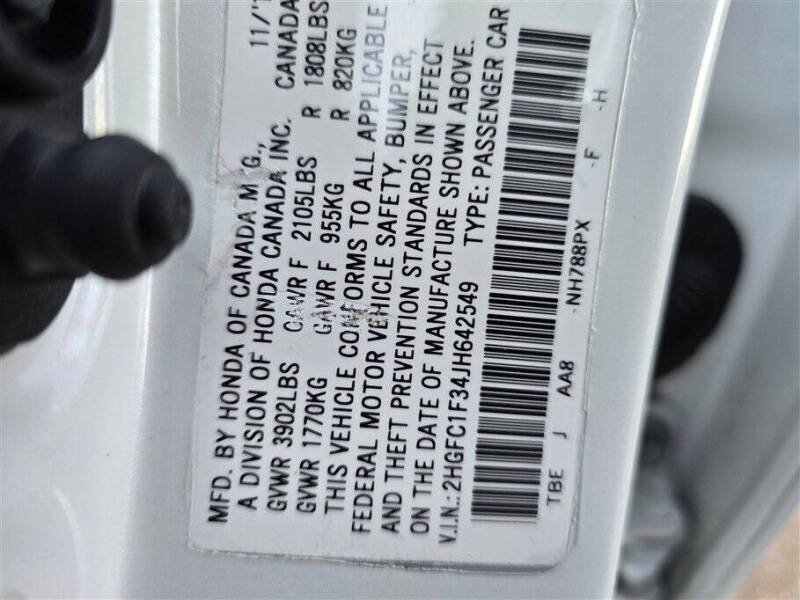 MFD. BY HONDA OF CANADA MFG., 11/1
A DIVISION OF HONDA CANADA INC. CANADA
GVWR 3902LBS GAWR F 2105LBS R 1808LBS
GVWR 1770KG GAWR F 955KG R 820KG
THIS VEHICLE CONFORMS TO ALL APPLICABLE
FEDERAL MOTOR VEHICLE SAFETY, BUMPER,
AND THEFT PREVENTION STANDARDS IN EFFECT
ON THE DATE OF MANUFACTURE SHOWN ABOVE.
V.I.N.: 2HGFC1F34JH642549 TYPE: PASSENGER CAR
TBE J AA8 -NH788PX -F -H